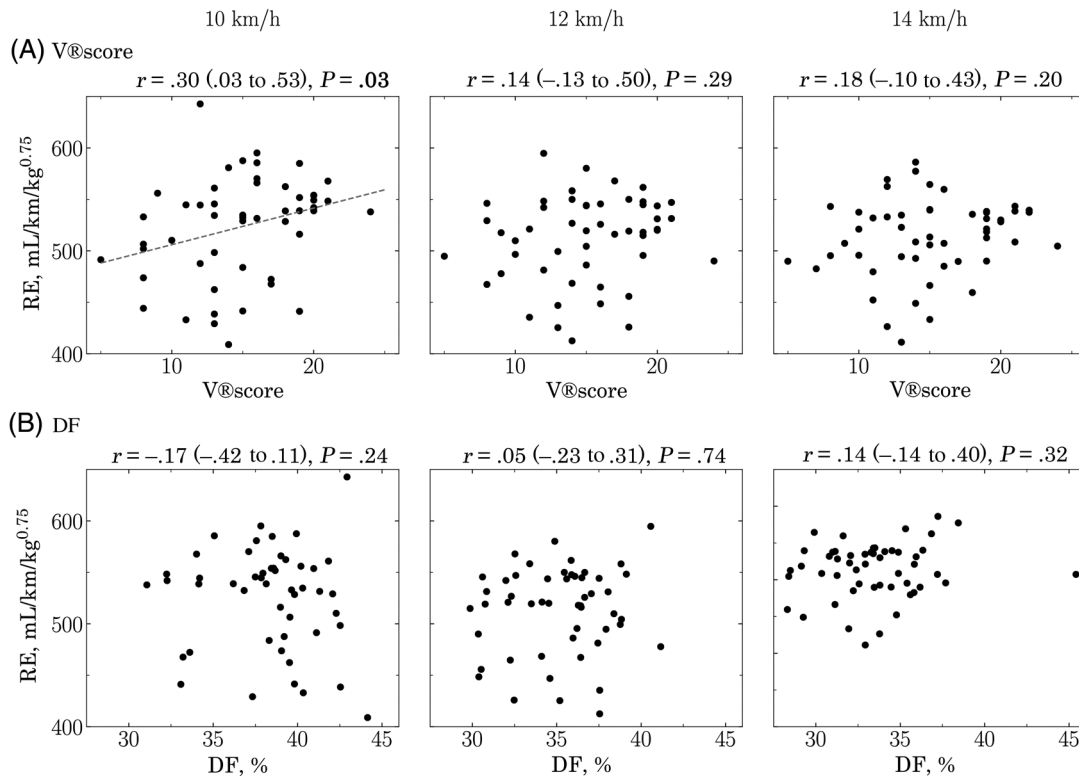 10 km/h 12 km/h 14 km/h
(A) V®score
r = .30 (.03 to .53), P = .03 r = .14 (–.13 to .50), P = .29 r = .18 (–.10 to .43), P = .20
RE, mL/km/kg0.75
600
500
400
10 20 10 20 10 20
V®score V®score V®score
(B) DF
r = –.17 (–.42 to .11), P = .24 r = .05 (–.23 to .31), P = .74 r = .14 (–.14 to .40), P = .32
RE, mL/km/kg0.75
600
500
400
30 35 40 45 30 35 40 45 30 35 40 45
DF, % DF, % DF, %